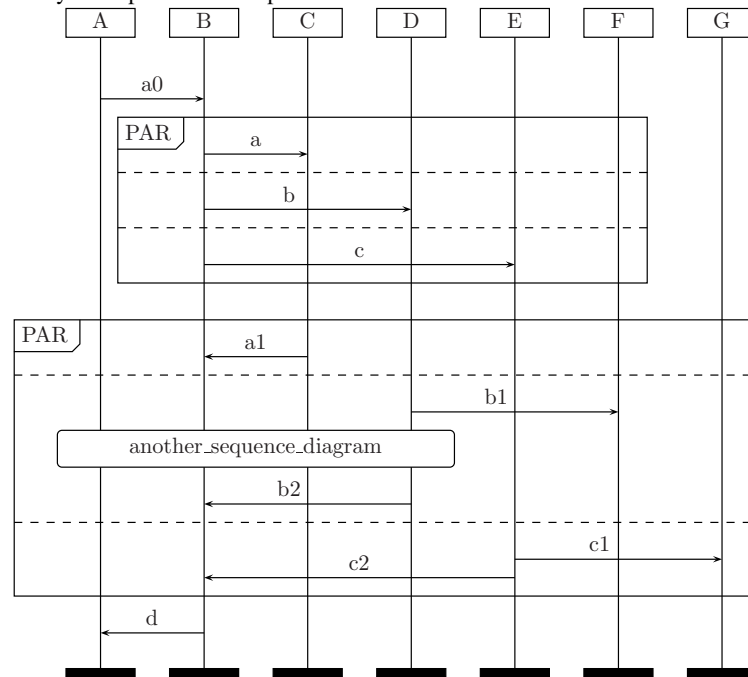 A B C D E F G
a0
PAR
a
b
c
PAR
a1
b1
another_sequence_diagram
b2
c1
c2
d